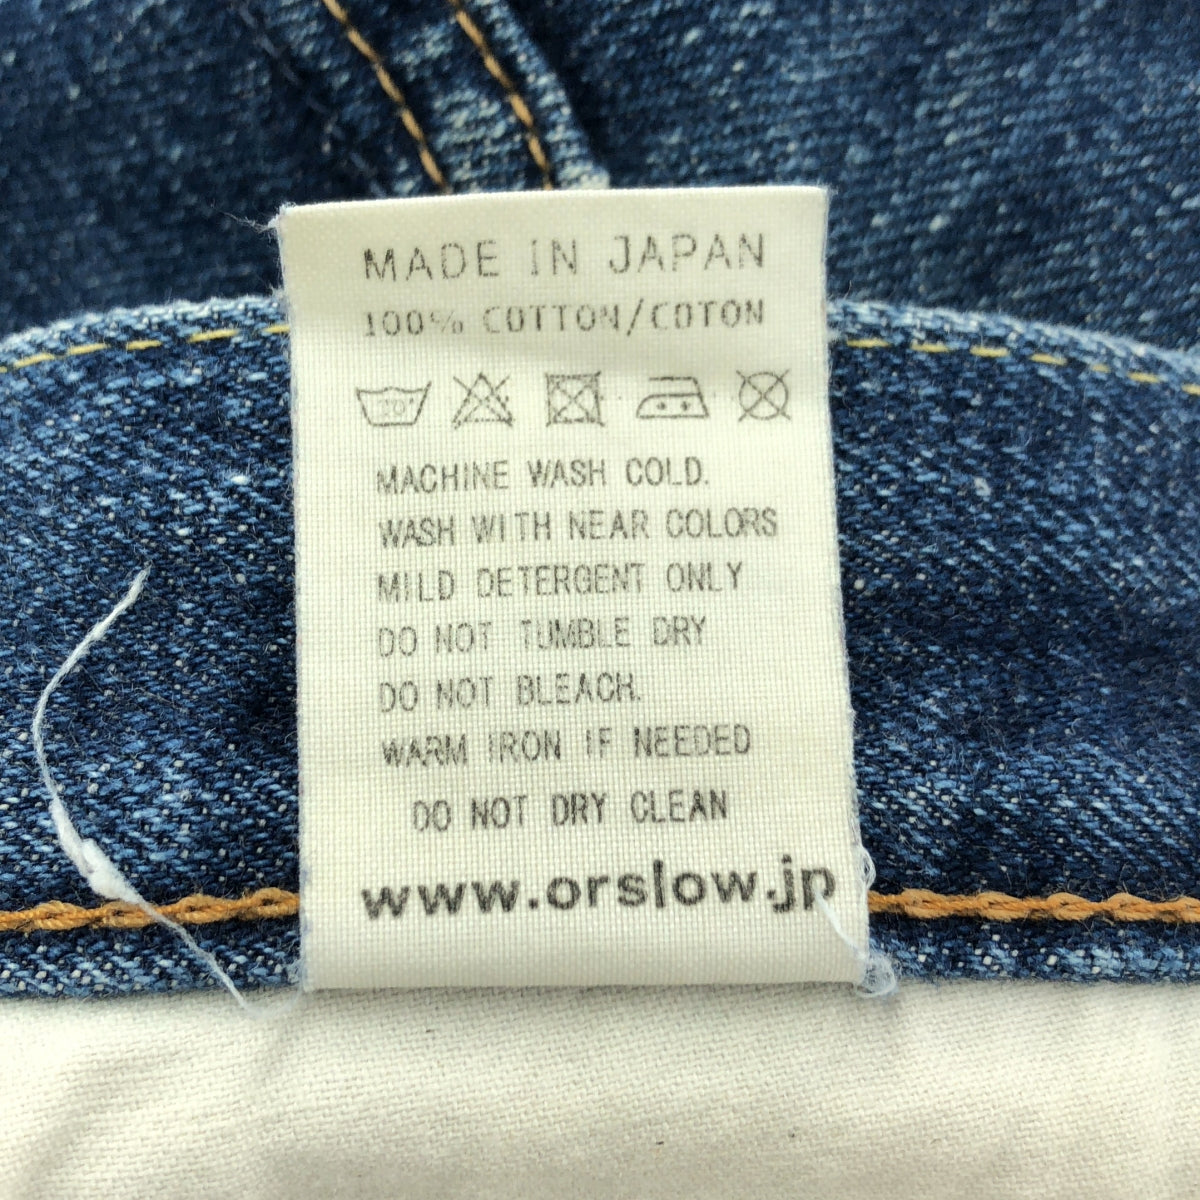 MADE IN JAPAN
100% COTTON/COTON
MACHINE WASH COLD.
WASH WITH NEAR COLORS
MILD DETERGENT ONLY
DO NOT TUMBLE DRY
DO NOT BLEACH.
WARM IRON IF NEEDED
DO NOT DRY CLEAN
www.orslow.jp